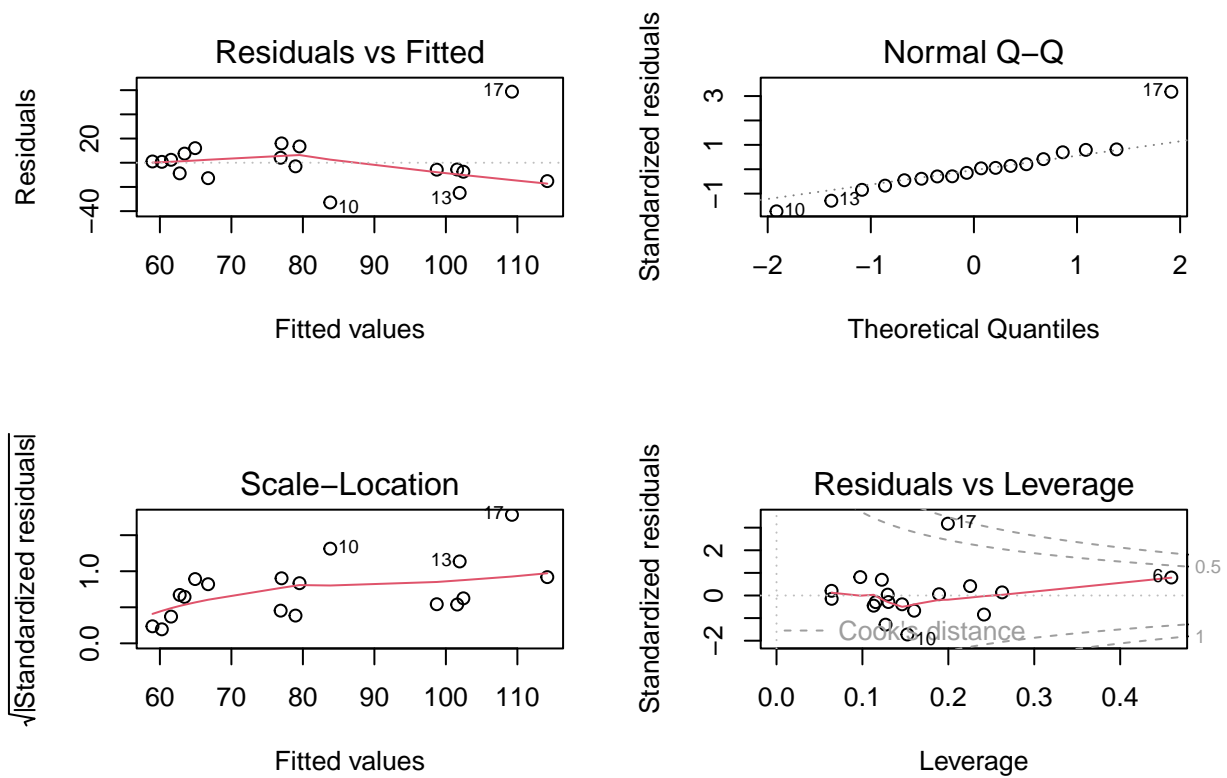 Residuals vs Fitted
Residuals
20
−40
17
10
13
60 70 80 90 100 110
Fitted values
Normal Q−Q
Standardized residuals
3
1
−1
17
13
10
−2 −1 0 1 2
Theoretical Quantiles
Scale−Location
√|Standardized residuals|
1.0
0.0
17
10
13
60 70 80 90 100 110
Fitted values
Residuals vs Leverage
Standardized residuals
2
0
−2
17
6
10
Cook's distance
0.5
1
0.0 0.1 0.2 0.3 0.4
Leverage